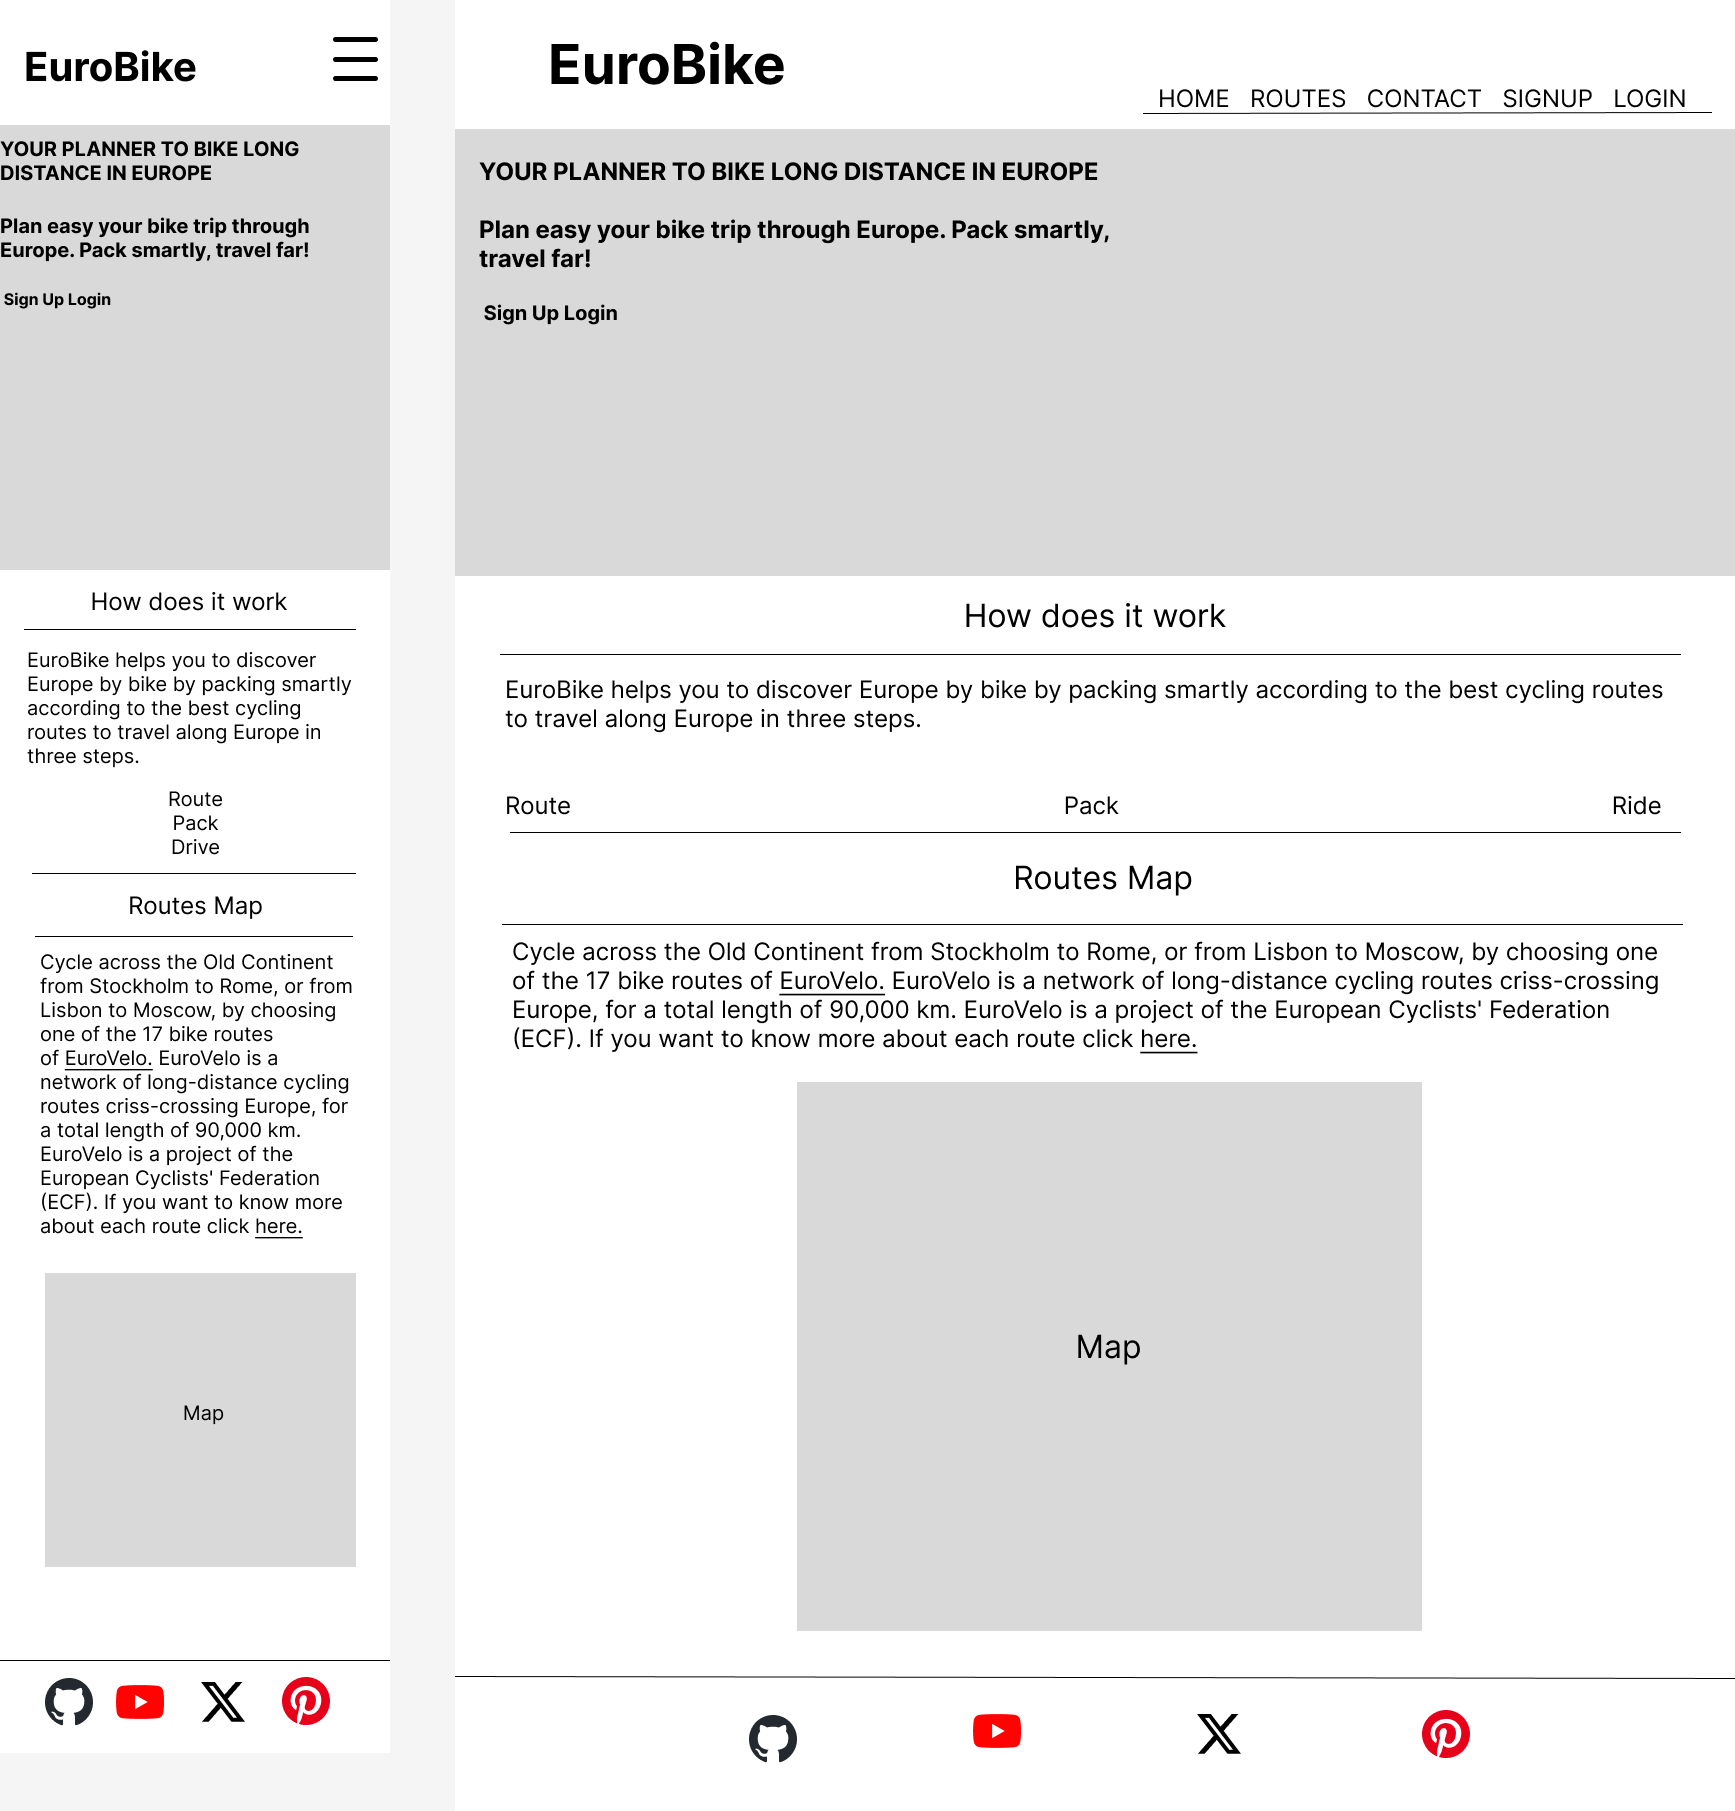 EuroBike
YOUR PLANNER TO BIKE LONG
DISTANCE IN EUROPE
Plan easy your bike trip through
Europe. Pack smartly, travel far!
Sign Up Login
How does it work
EuroBike helps you to discover
Europe by bike by packing smartly
according to the best cycling
routes to travel along Europe in
three steps.
Route
Pack
Drive
Routes Map
Cycle across the Old Continent
from Stockholm to Rome, or from
Lisbon to Moscow, by choosing
one of the 17 bike routes
of EuroVelo. EuroVelo is a
network of long-distance cycling
routes criss-crossing Europe, for
a total length of 90,000 km.
EuroVelo is a project of the
European Cyclists' Federation
(ECF). If you want to know more
about each route click here.
Map
EuroBike
HOME ROUTES CONTACT SIGNUP LOGIN
YOUR PLANNER TO BIKE LONG DISTANCE IN EUROPE
Plan easy your bike trip through Europe. Pack smartly,
travel far!
Sign Up Login
How does it work
EuroBike helps you to discover Europe by bike by packing smartly according to the best cycling routes
to travel along Europe in three steps.
Route Pack Ride
Routes Map
Cycle across the Old Continent from Stockholm to Rome, or from Lisbon to Moscow, by choosing one
of the 17 bike routes of EuroVelo. EuroVelo is a network of long-distance cycling routes criss-crossing
Europe, for a total length of 90,000 km. EuroVelo is a project of the European Cyclists' Federation
(ECF). If you want to know more about each route click here.
Map